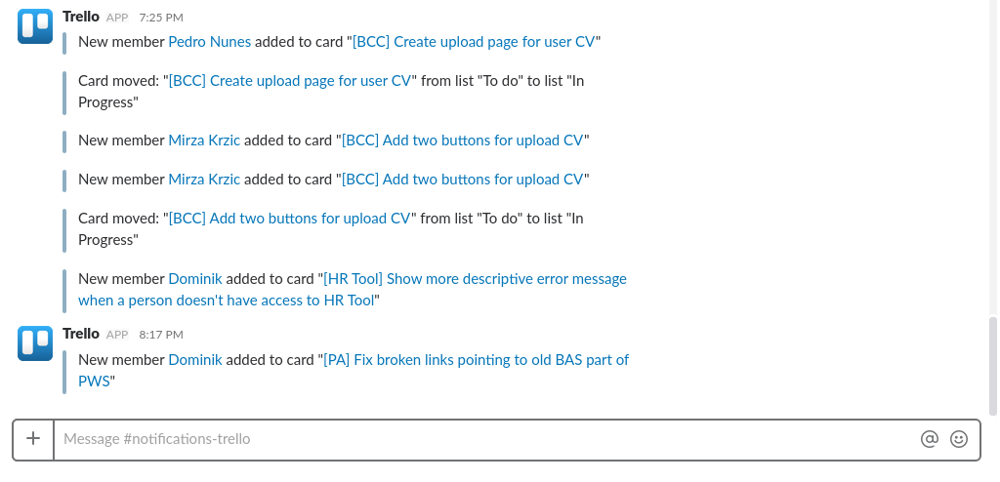 Trello APP 7:25 PM
New member Pedro Nunes added to card "[BCC] Create upload page for user CV"
Card moved: "[BCC] Create upload page for user CV" from list "To do" to list "In
Progress"
New member Mirza Krzic added to card "[BCC] Add two buttons for upload CV"
New member Mirza Krzic added to card "[BCC] Add two buttons for upload CV"
Card moved: "[BCC] Add two buttons for upload CV" from list "To do" to list "In
Progress"
New member Dominik added to card "[HR Tool] Show more descriptive error message
when a person doesn't have access to HR Tool"
Trello APP 8:17 PM
New member Dominik added to card "[PA] Fix broken links pointing to old BAS part of
PWS"
Message #notifications-trello